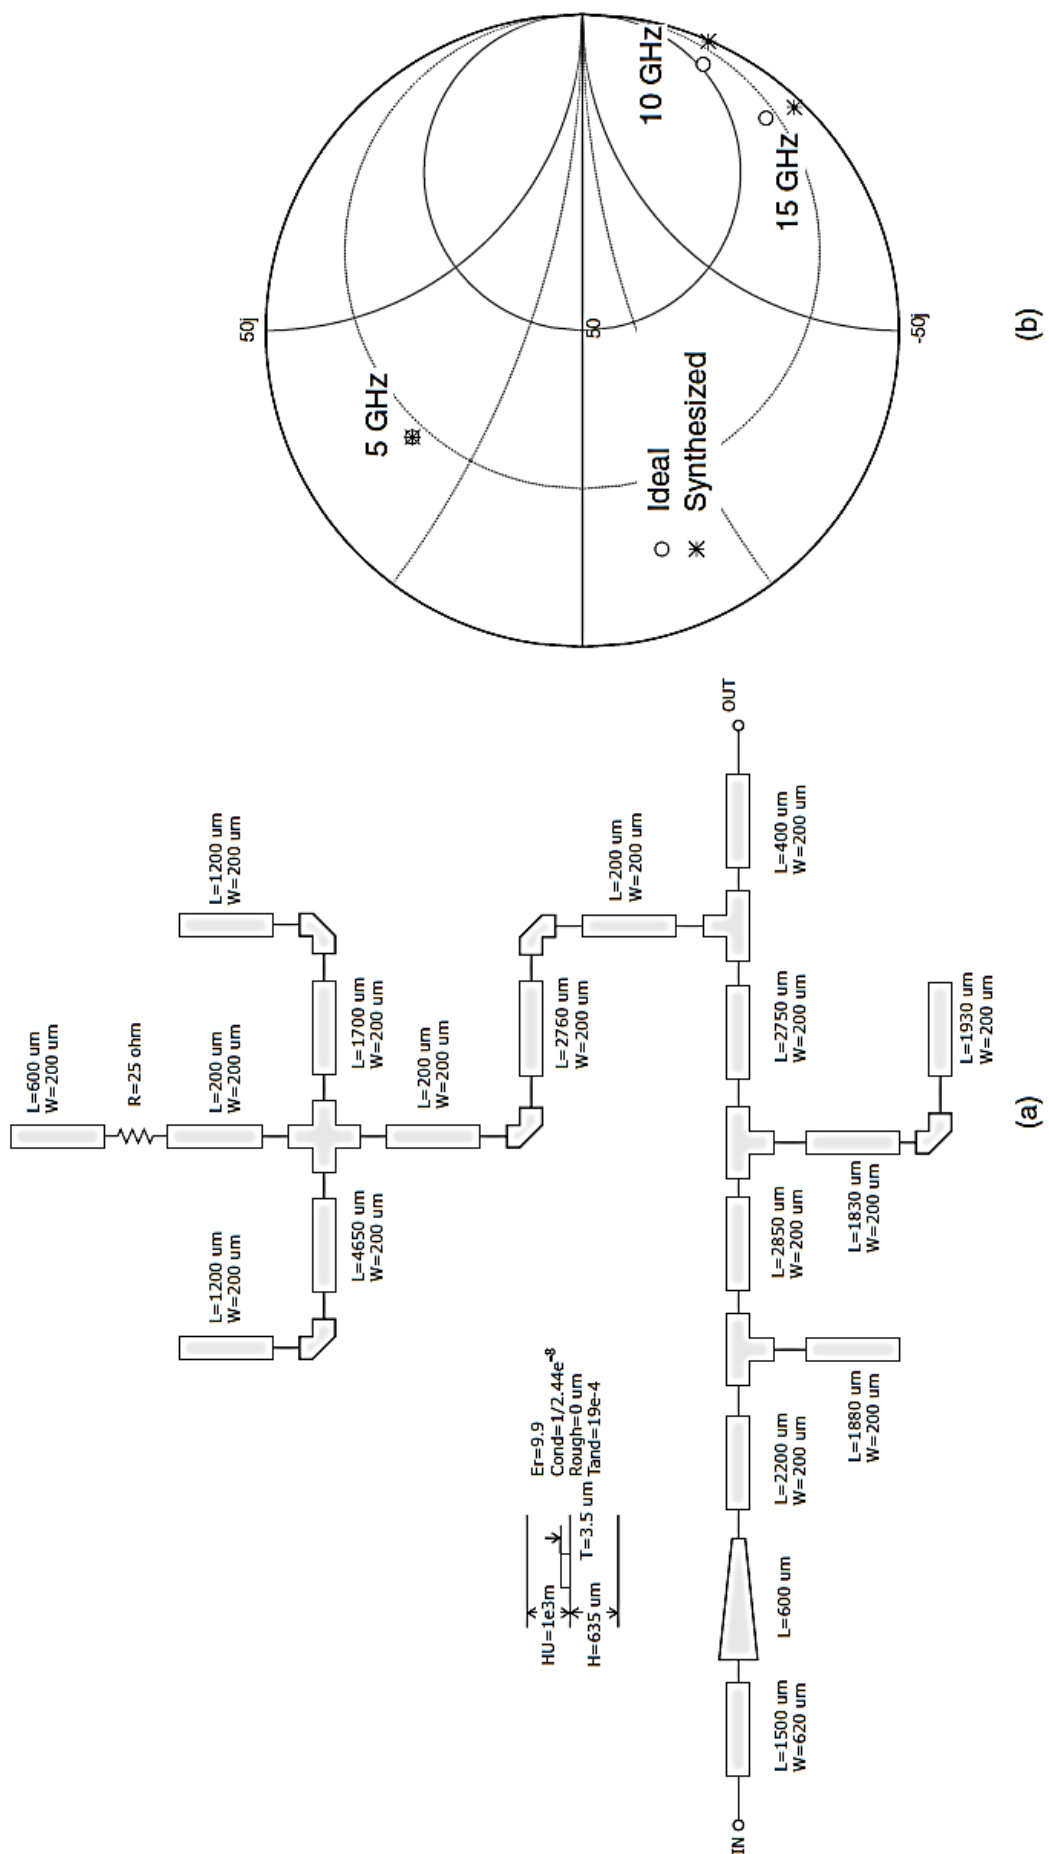 L=600 um
W=200 um
R=25 ohm
L=1200 um
W=200 um
L=200 um
W=200 um
L=1200 um
W=200 um
L=4650 um
W=200 um
L=1700 um
W=200 um
L=200 um
W=200 um
L=2760 um
W=200 um
L=200 um
W=200 um
HU=1e3m
H=635 um
T=3.5 um
Er=9.9
Cond=1/2.44e-8
Rough=0 um
Tand=19e-4
IN
OUT
L=1500 um
W=620 um
L=600 um
L=2200 um
W=200 um
L=2850 um
W=200 um
L=2750 um
W=200 um
L=400 um
W=200 um
L=1880 um
W=200 um
L=1830 um
W=200 um
L=1930 um
W=200 um
(a)
50j
5 GHz
50
10 GHz
15 GHz
Ideal
Synthesized
-50j
(b)